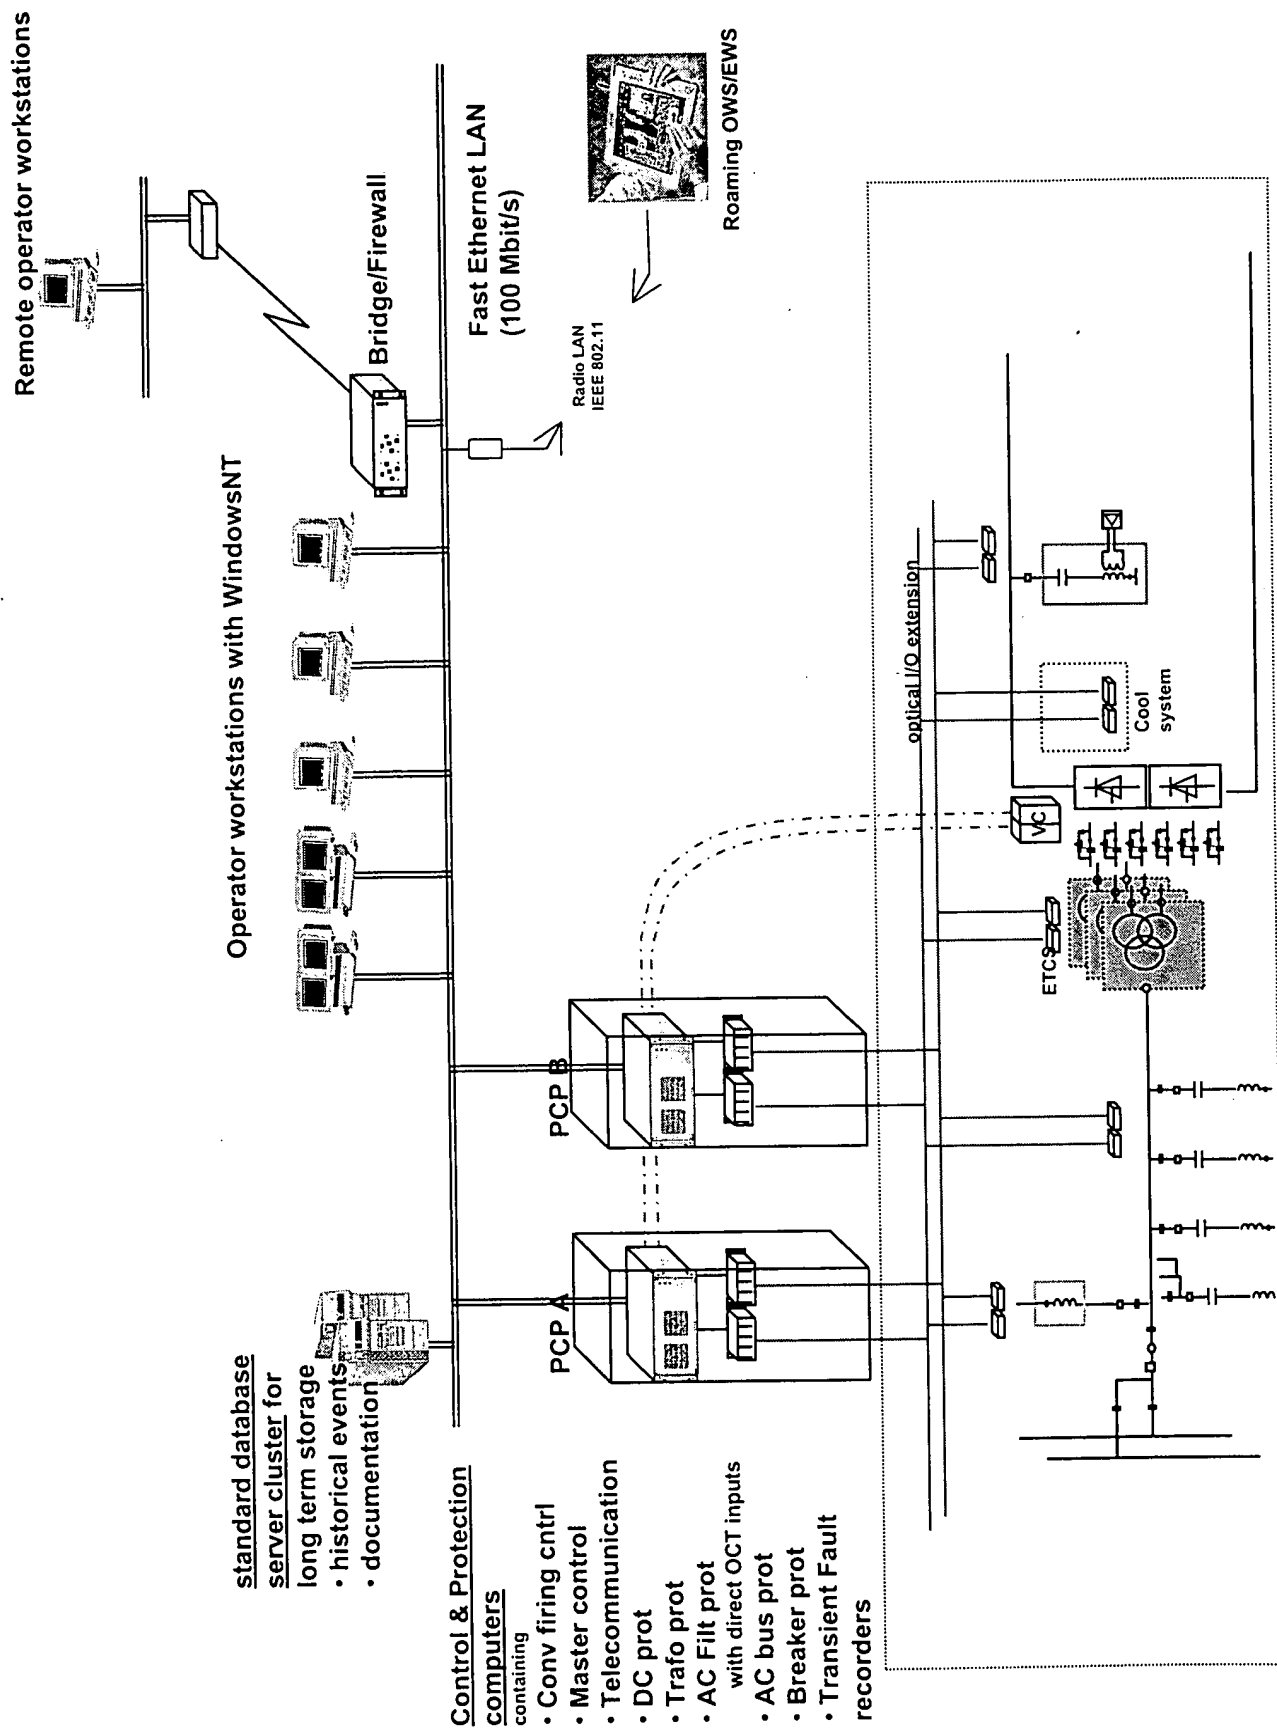 Remote operator workstations
Operator workstations with WindowsNT
Bridge/Firewall
standard database
server cluster for
long term storage
• historical events
• documentation
Fast Ethernet LAN
(100 Mbit/s)
Radio LAN
IEEE 802.11
Roaming OWS/EWS
Control & Protection
computers
containing
• Conv firing cntrl
• Master control
• Telecommunication
• DC prot
• Trafo prot
• AC Filt prot
with direct OCT inputs
• AC bus prot
• Breaker prot
• Transient Fault
recorders
PCP A
PCP B
optical I/O extension
VC
ETCS
Cool
system